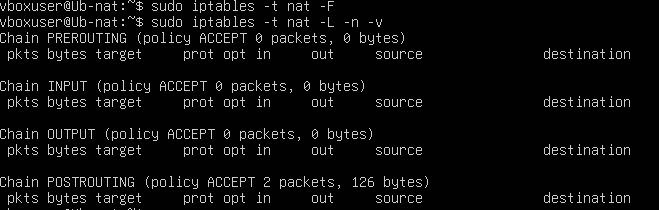 vboxuser@Ub-nat:~$ sudo iptables -t nat -F
vboxuser@Ub-nat:~$ sudo iptables -t nat -L -n -v
Chain PREROUTING (policy ACCEPT 0 packets, 0 bytes)
 pkts bytes target     prot opt in     out     source               destination
Chain INPUT (policy ACCEPT 0 packets, 0 bytes)
 pkts bytes target     prot opt in     out     source               destination
Chain OUTPUT (policy ACCEPT 0 packets, 0 bytes)
 pkts bytes target     prot opt in     out     source               destination
Chain POSTROUTING (policy ACCEPT 2 packets, 126 bytes)
 pkts bytes target     prot opt in     out     source               destination